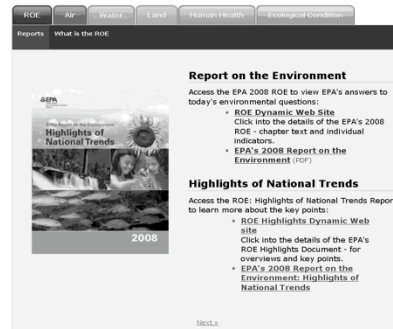 ROE Air Water Land Human Health Ecological Condition
Reports What is the ROE
EPA
Highlights of
National Trends
2008
Report on the Environment
Access the EPA 2008 ROE to view EPA's answers to
today's environmental questions:
ROE Dynamic Web Site
Click into the details of the EPA's 2008
ROE - chapter text and individual
indicators.
EPA's 2008 Report on the
Environment (PDF)
Highlights of National Trends
Access the ROE: Highlights of National Trends Repor
to learn more about the key points:
ROE Highlights Dynamic Web
site
Click into the details of the EPA's
ROE Highlights Document - for
overviews and key points.
EPA's 2008 Report on the
Environment: Highlights of
National Trends
Next >